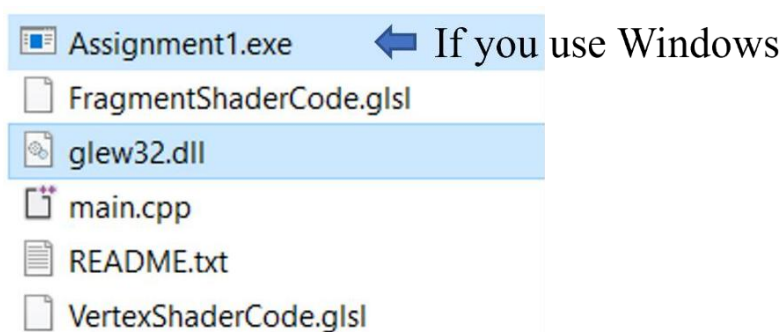 Assignment1.exe If you use Windows
FragmentShaderCode.glsl
glew32.dll
main.cpp
README.txt
VertexShaderCode.glsl